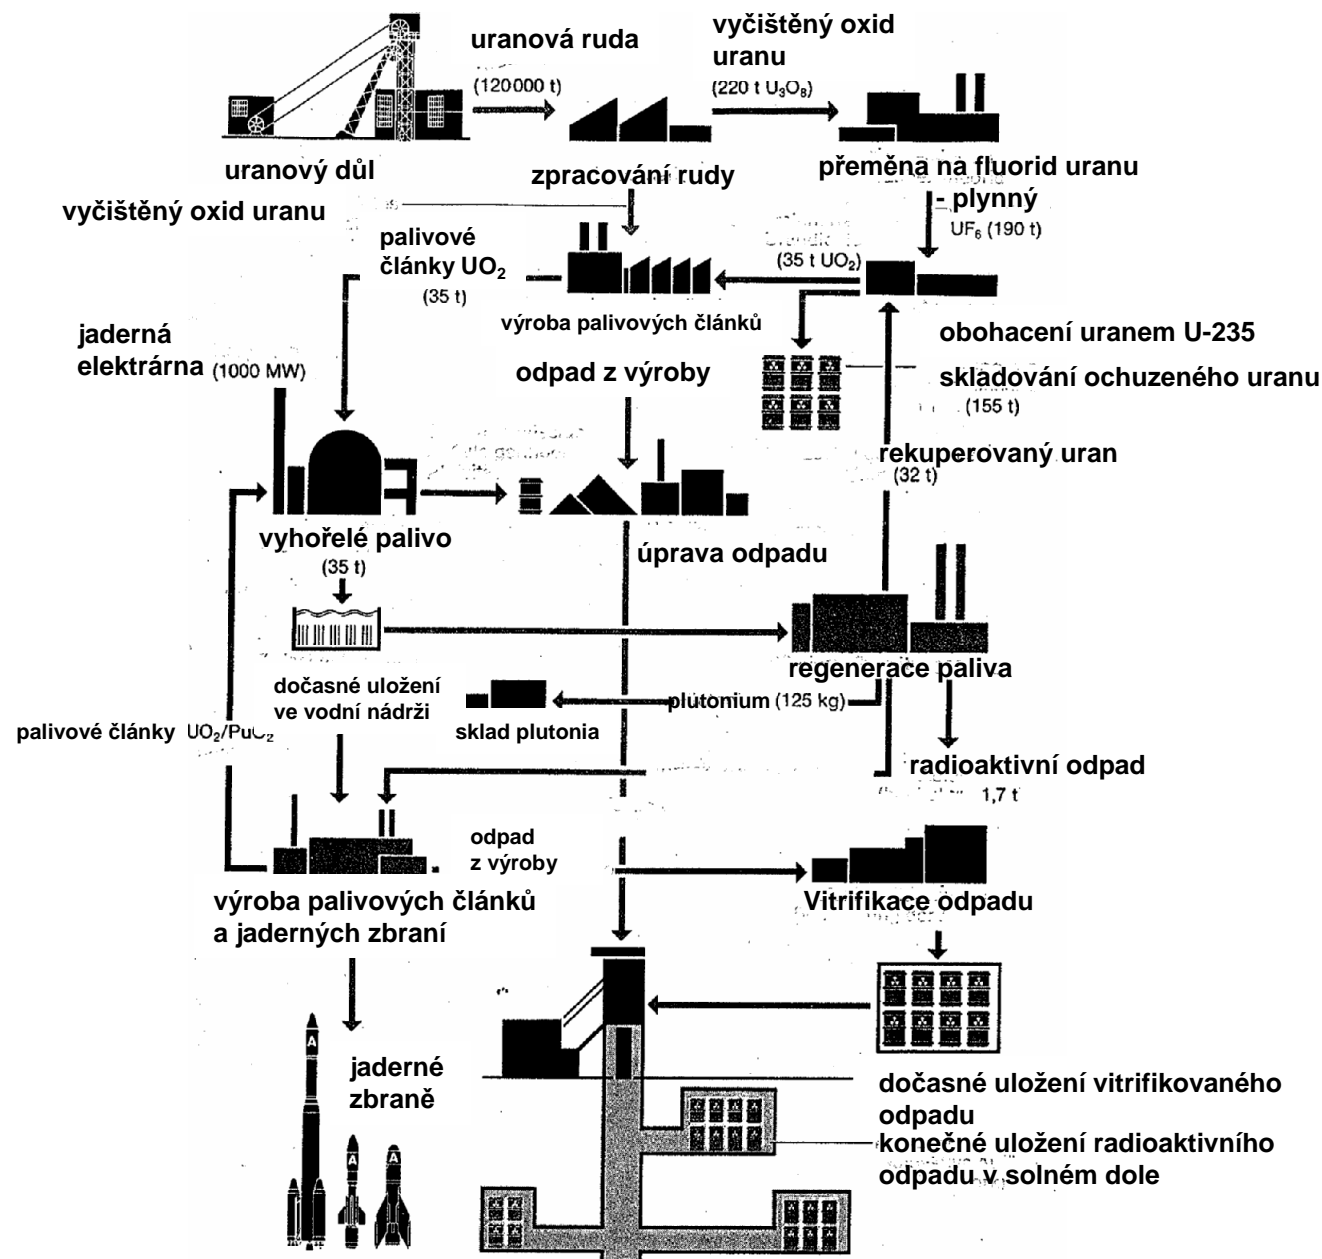 uranová ruda
(120 000 t)
vyčištěný oxid
uranu
(220 t U₃O₈)
uranový důl
zpracování rudy
přeměna na fluorid uranu
- plynný
UF₆ (190 t)
vyčištěný oxid uranu
palivové
články UO₂
(35 t)
(35 t UO₂)
výroba palivových článků
obohacení uranem U-235
skladování ochuzeného uranu
(155 t)
jaderná
elektrárna (1000 MW)
odpad z výroby
rekuperovaný uran
(32 t)
vyhořelé palivo
(35 t)
úprava odpadu
regenerace paliva
dočasné uložení
ve vodní nádrži
sklad plutonia
plutonium (125 kg)
palivové články UO₂/PuO₂
radioaktivní odpad
1,7 t
odpad
z výroby
výroba palivových článků
a jaderných zbraní
Vitrifikace odpadu
A
A
A
jaderné
zbraně
dočasné uložení vitrifikovaného
odpadu
konečné uložení radioaktivního
odpadu v solném dole